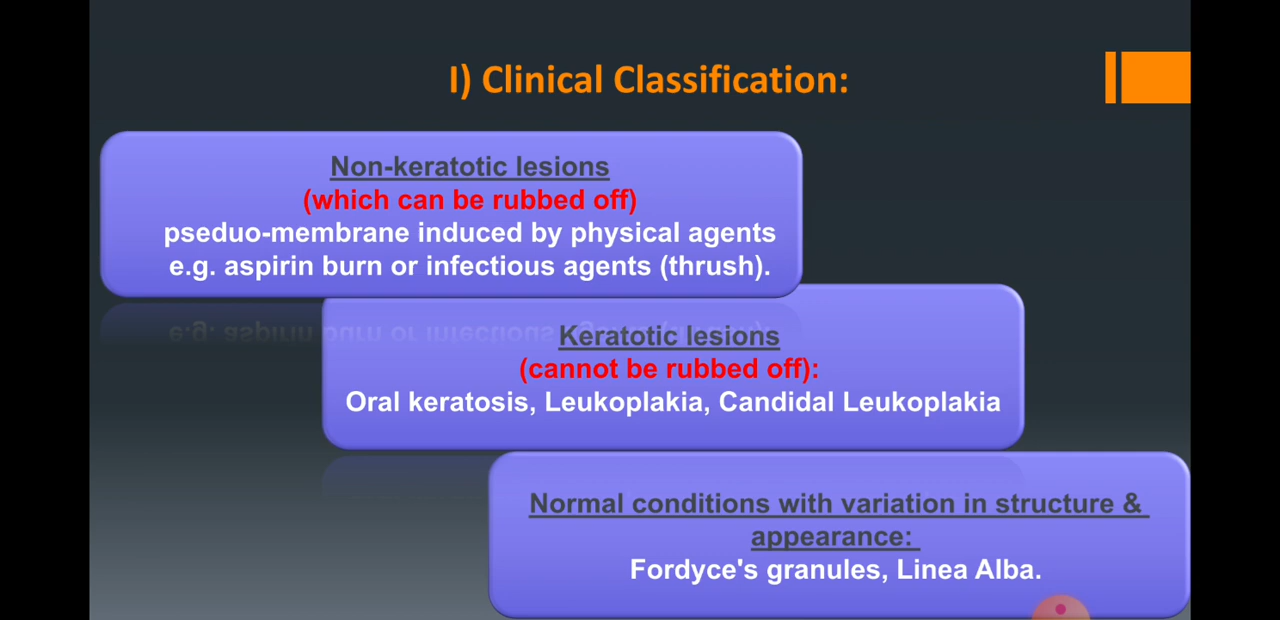 I) Clinical Classification:
Non-keratotic lesions
(which can be rubbed off)
pseduo-membrane induced by physical agents
e.g. aspirin burn or infectious agents (thrush).
Keratotic lesions
(cannot be rubbed off):
Oral keratosis, Leukoplakia, Candidal Leukoplakia
Normal conditions with variation in structure &
appearance:
Fordyce's granules, Linea Alba.